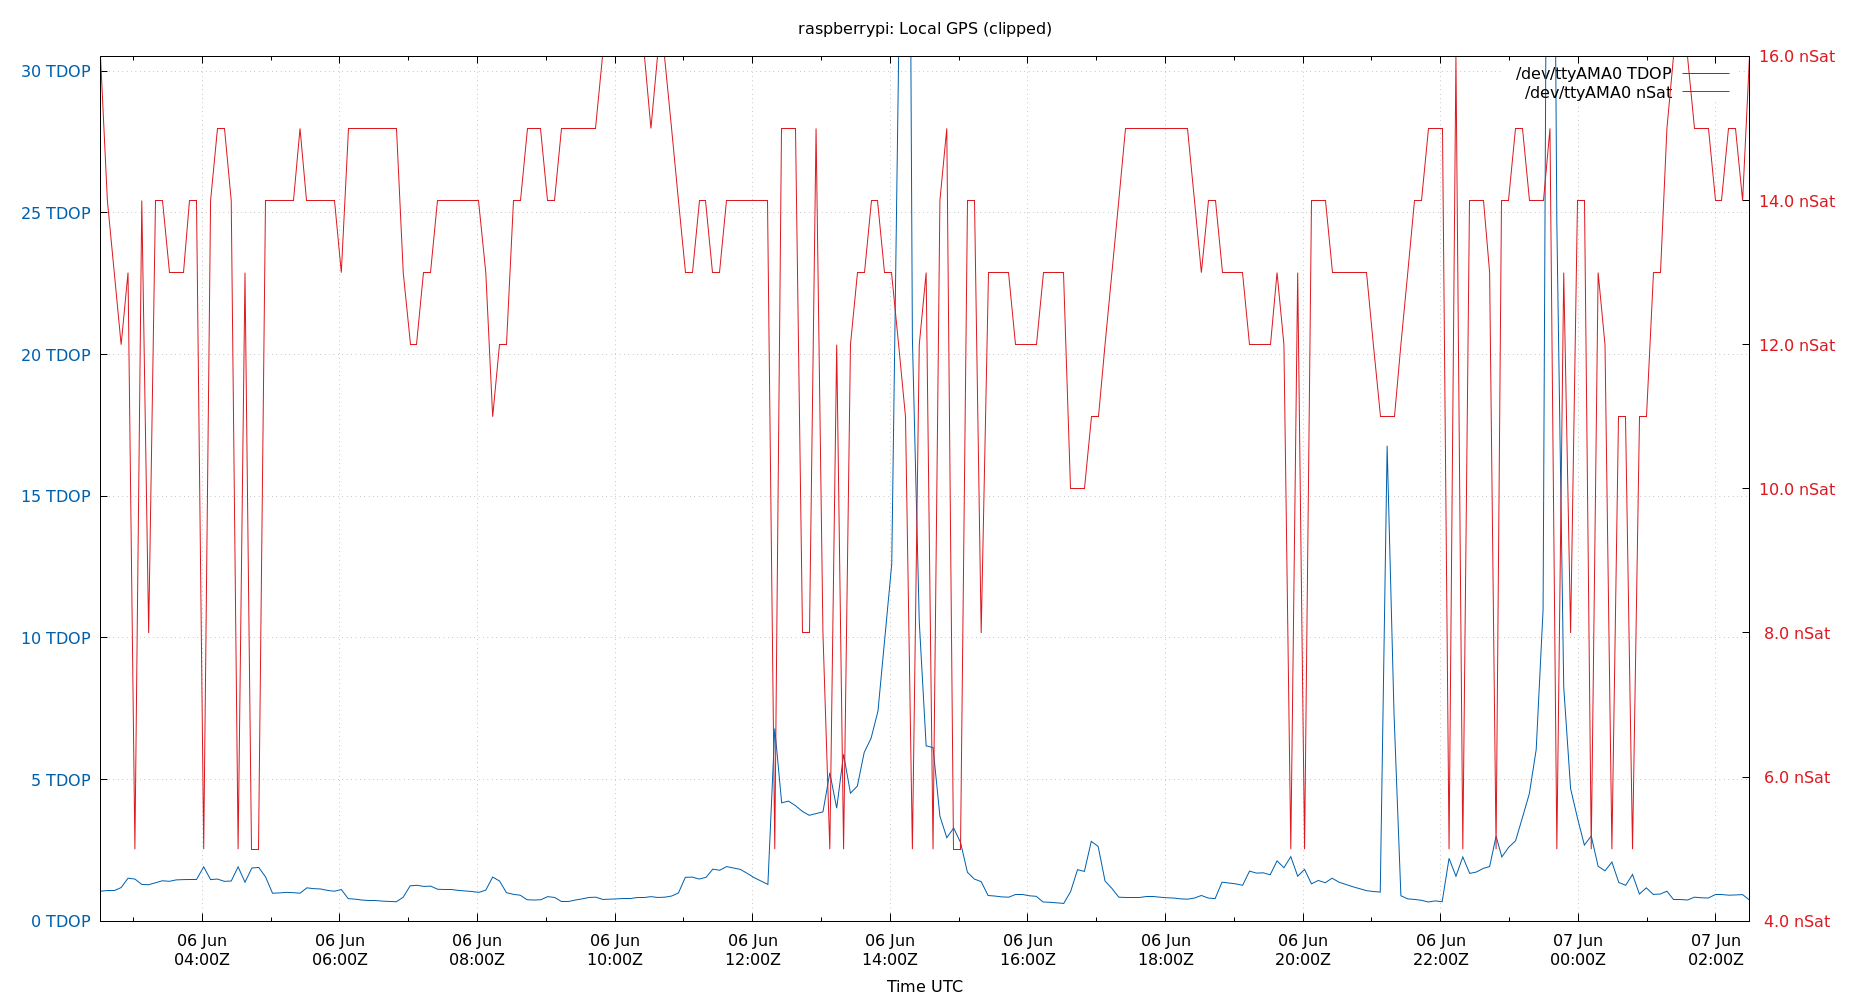 raspberrypi: Local GPS (clipped)
30 TDOP
25 TDOP
20 TDOP
15 TDOP
10 TDOP
5 TDOP
0 TDOP
16.0 nSat
14.0 nSat
12.0 nSat
10.0 nSat
8.0 nSat
6.0 nSat
4.0 nSat
/dev/ttyAMA0 TDOP
/dev/ttyAMA0 nSat
06 Jun
04:00Z
06 Jun
06:00Z
06 Jun
08:00Z
06 Jun
10:00Z
06 Jun
12:00Z
06 Jun
14:00Z
06 Jun
16:00Z
06 Jun
18:00Z
06 Jun
20:00Z
06 Jun
22:00Z
07 Jun
00:00Z
07 Jun
02:00Z
Time UTC